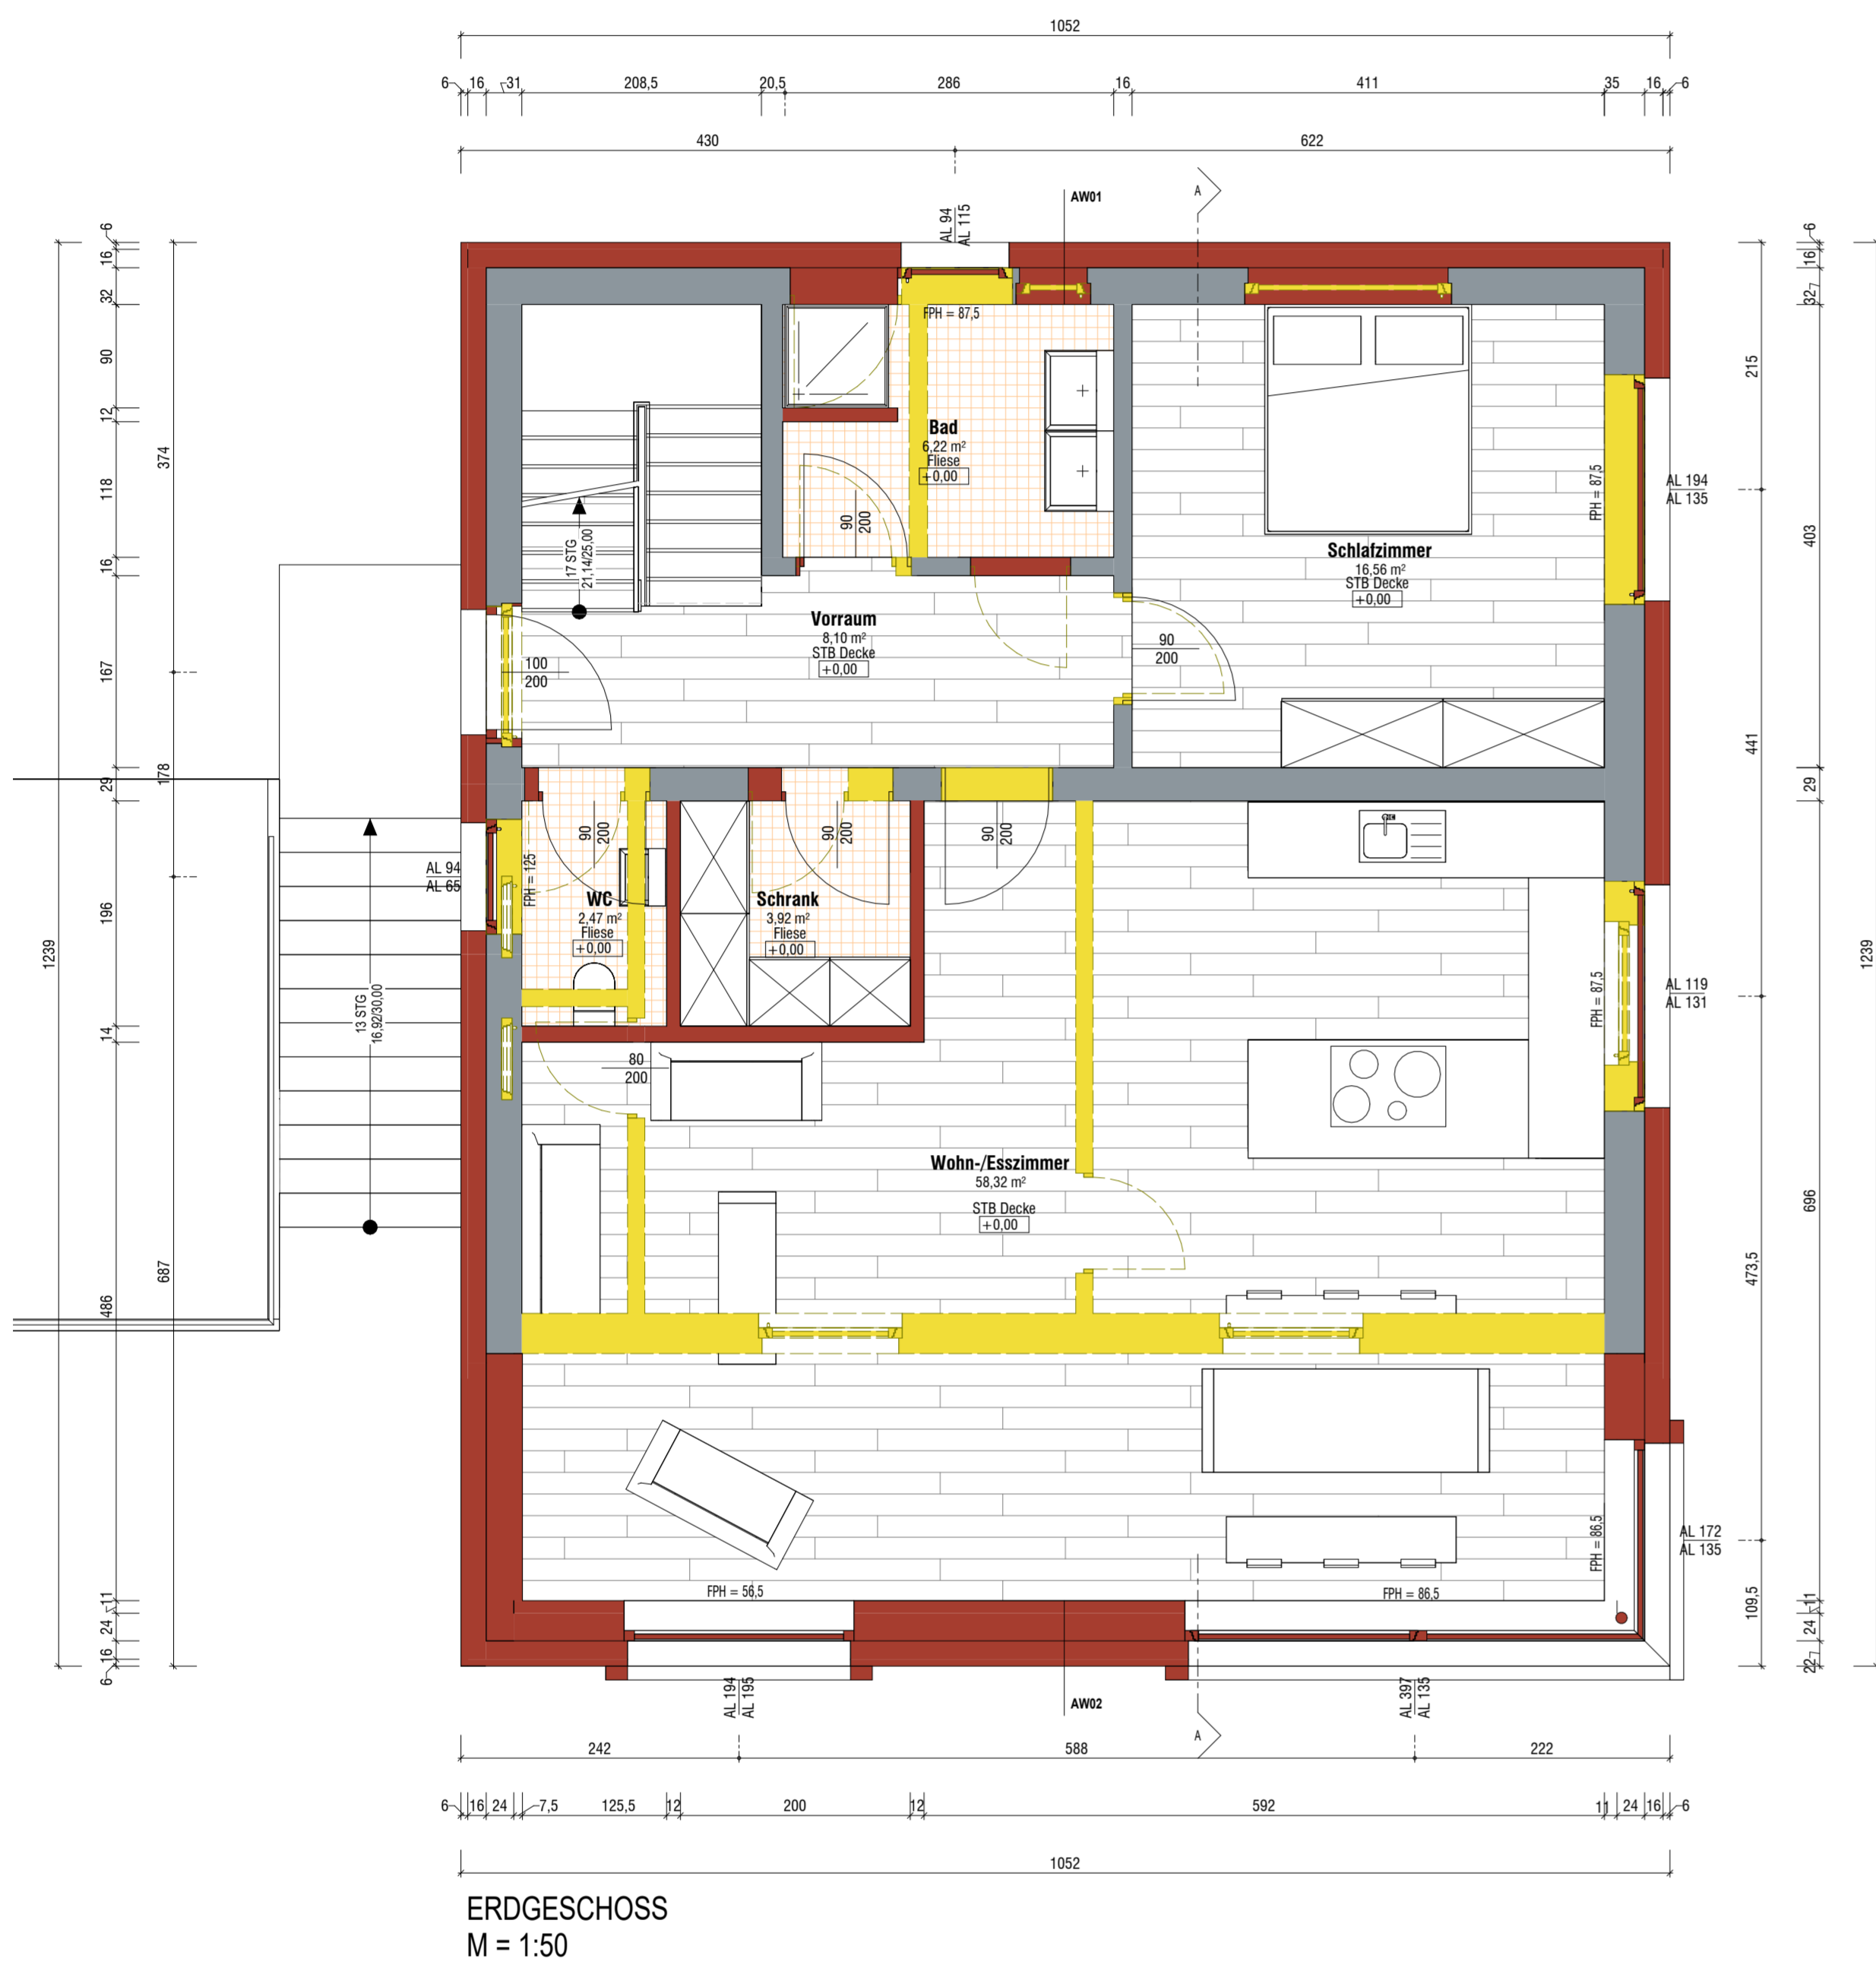 1052
6 16 31 208,5 20,5 286 16 411 35 16 6
430 622
AW01
A
AL 94
AL 115
6
16
32
90
12
118
16
167
29
196
14
486
11
24
16
6
374
178
687
1239
FPH = 87,5
Bad
6,22 m²
Fliese
+0,00
90
200
17 STG
21,14/25,00
Schlafzimmer
16,56 m²
STB Decke
+0,00
FPH = 87,5
AL 194
AL 135
Vorraum
8,10 m²
STB Decke
+0,00
100
200
90
200
90
200
90
200
90
200
AL 94
AL 65
FPH = 125
WC
2,47 m²
Fliese
+0,00
Schrank
3,92 m²
Fliese
+0,00
13 STG
16,92/30,00
80
200
FPH = 87,5
AL 119
AL 131
Wohn-/Esszimmer
58,32 m²
STB Decke
+0,00
FPH = 86,5
AL 172
AL 135
FPH = 56,5
FPH = 86,5
215
441
473,5
109,5
6
16
32
403
29
696
11
24
22
1239
AL 194
AL 195
AW02
A
AL 397
AL 135
242 588 222
6 16 24 7,5 125,5 12 200 12 592 11 24 16 6
1052
ERDGESCHOSS
M = 1:50